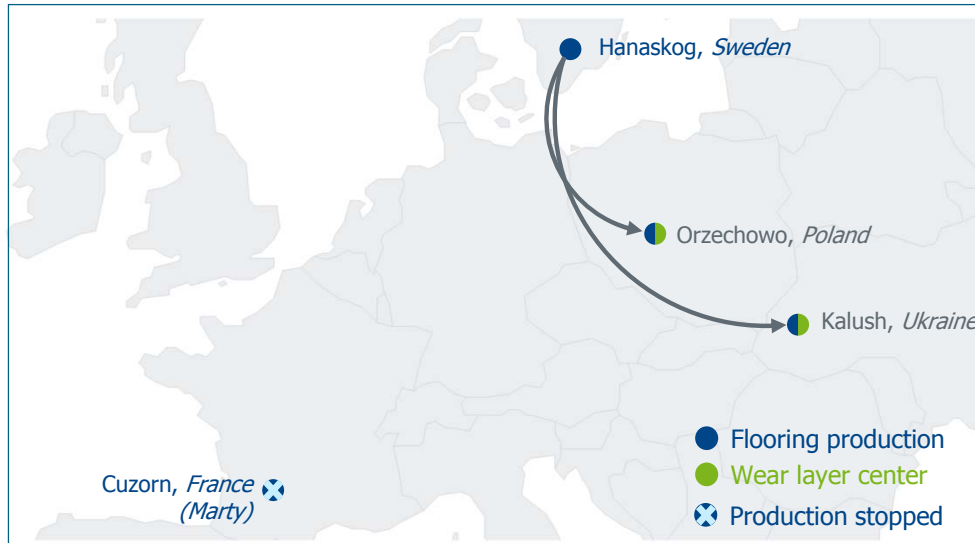 Hanaskog, Sweden
Orzechowo, Poland
Kalush, Ukraine
Flooring production
Wear layer center
Cuzorn, France
(Marty)
Production stopped